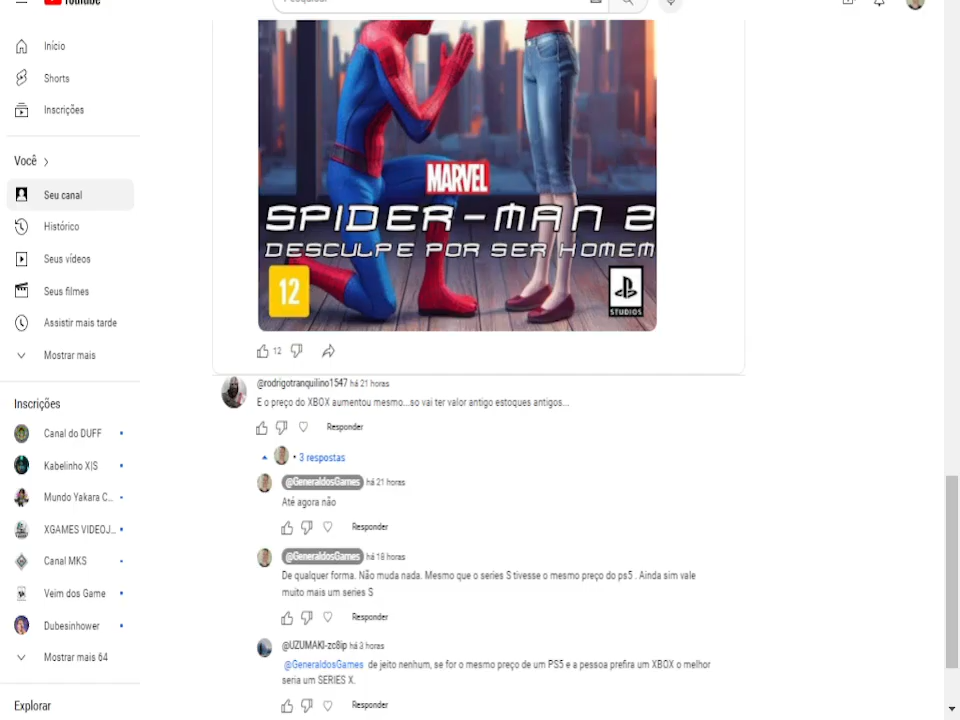 YouTube
Pesquisar
Início
Shorts
Inscrições
Você
Seu canal
Histórico
Seus vídeos
Seus filmes
Assistir mais tarde
Mostrar mais
Inscrições
Canal do DUFF
Kabelinho X|S
Mundo Yakara C...
XGAMES VIDEOJ...
Canal MKS
Veim dos Game
Dubesinhower
Mostrar mais 64
Explorar
MARVEL
SPIDER-MAN 2
DESCULPE POR SER HOMEM
12
STUDIOS
12
@rodrigotranquilino1547 há 21 horas
E o preço do XBOX aumentou mesmo...so vai ter valor antigo estoques antigos...
Responder
• 3 respostas
@GeneraldosGames há 21 horas
Até agora não
Responder
@GeneraldosGames há 18 horas
De qualquer forma. Não muda nada. Mesmo que o series S tivesse o mesmo preço do ps5 . Ainda sim vale
muito mais um series S
Responder
@UZUMAKI-zc8ip há 3 horas
@GeneraldosGames de jeito nenhum, se for o mesmo preço de um PS5 e a pessoa prefira um XBOX o melhor
seria um SERIES X.
Responder